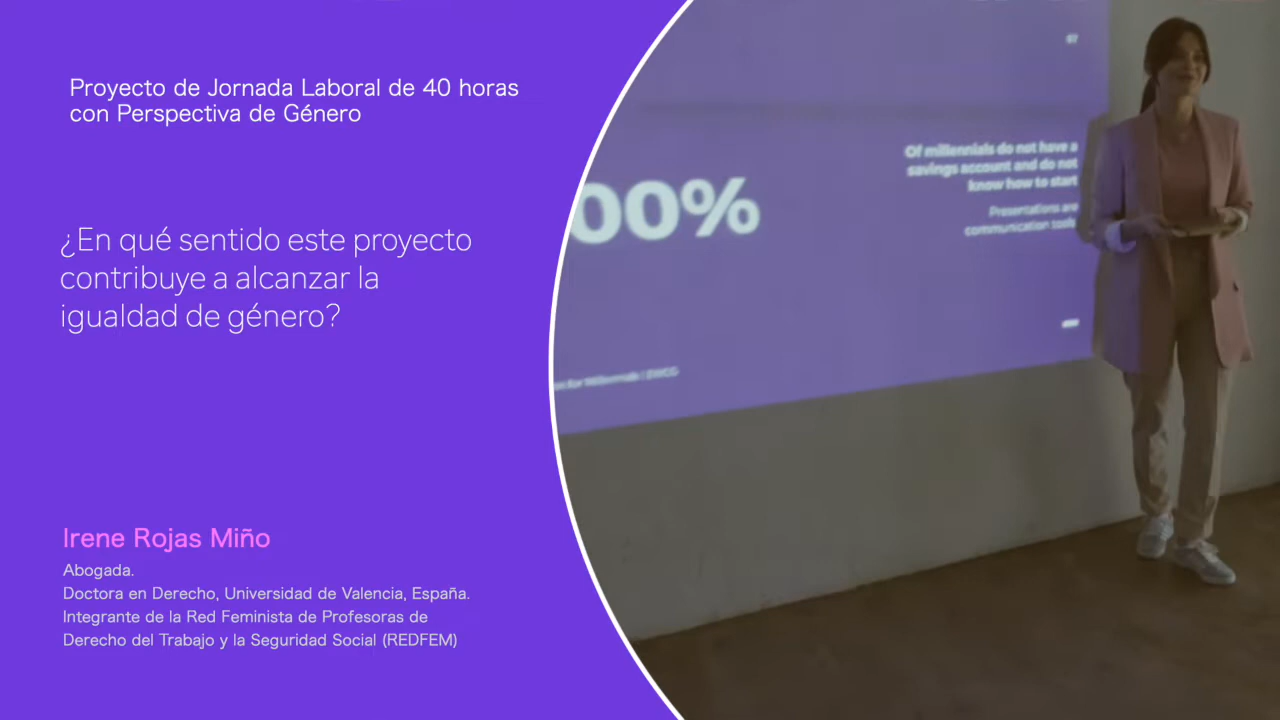 Proyecto de Jornada Laboral de 40 horas
con Perspectiva de Género
¿En qué sentido este proyecto
contribuye a alcanzar la
igualdad de género?
Irene Rojas Miño
Abogada.
Doctora en Derecho, Universidad de Valencia, España.
Integrante de la Red Feminista de Profesoras de
Derecho del Trabajo y la Seguridad Social (REDFEM)
00%
Of millennials do not have a
savings account and do not
know how to start
Presentations are
communication tools
for Millennials